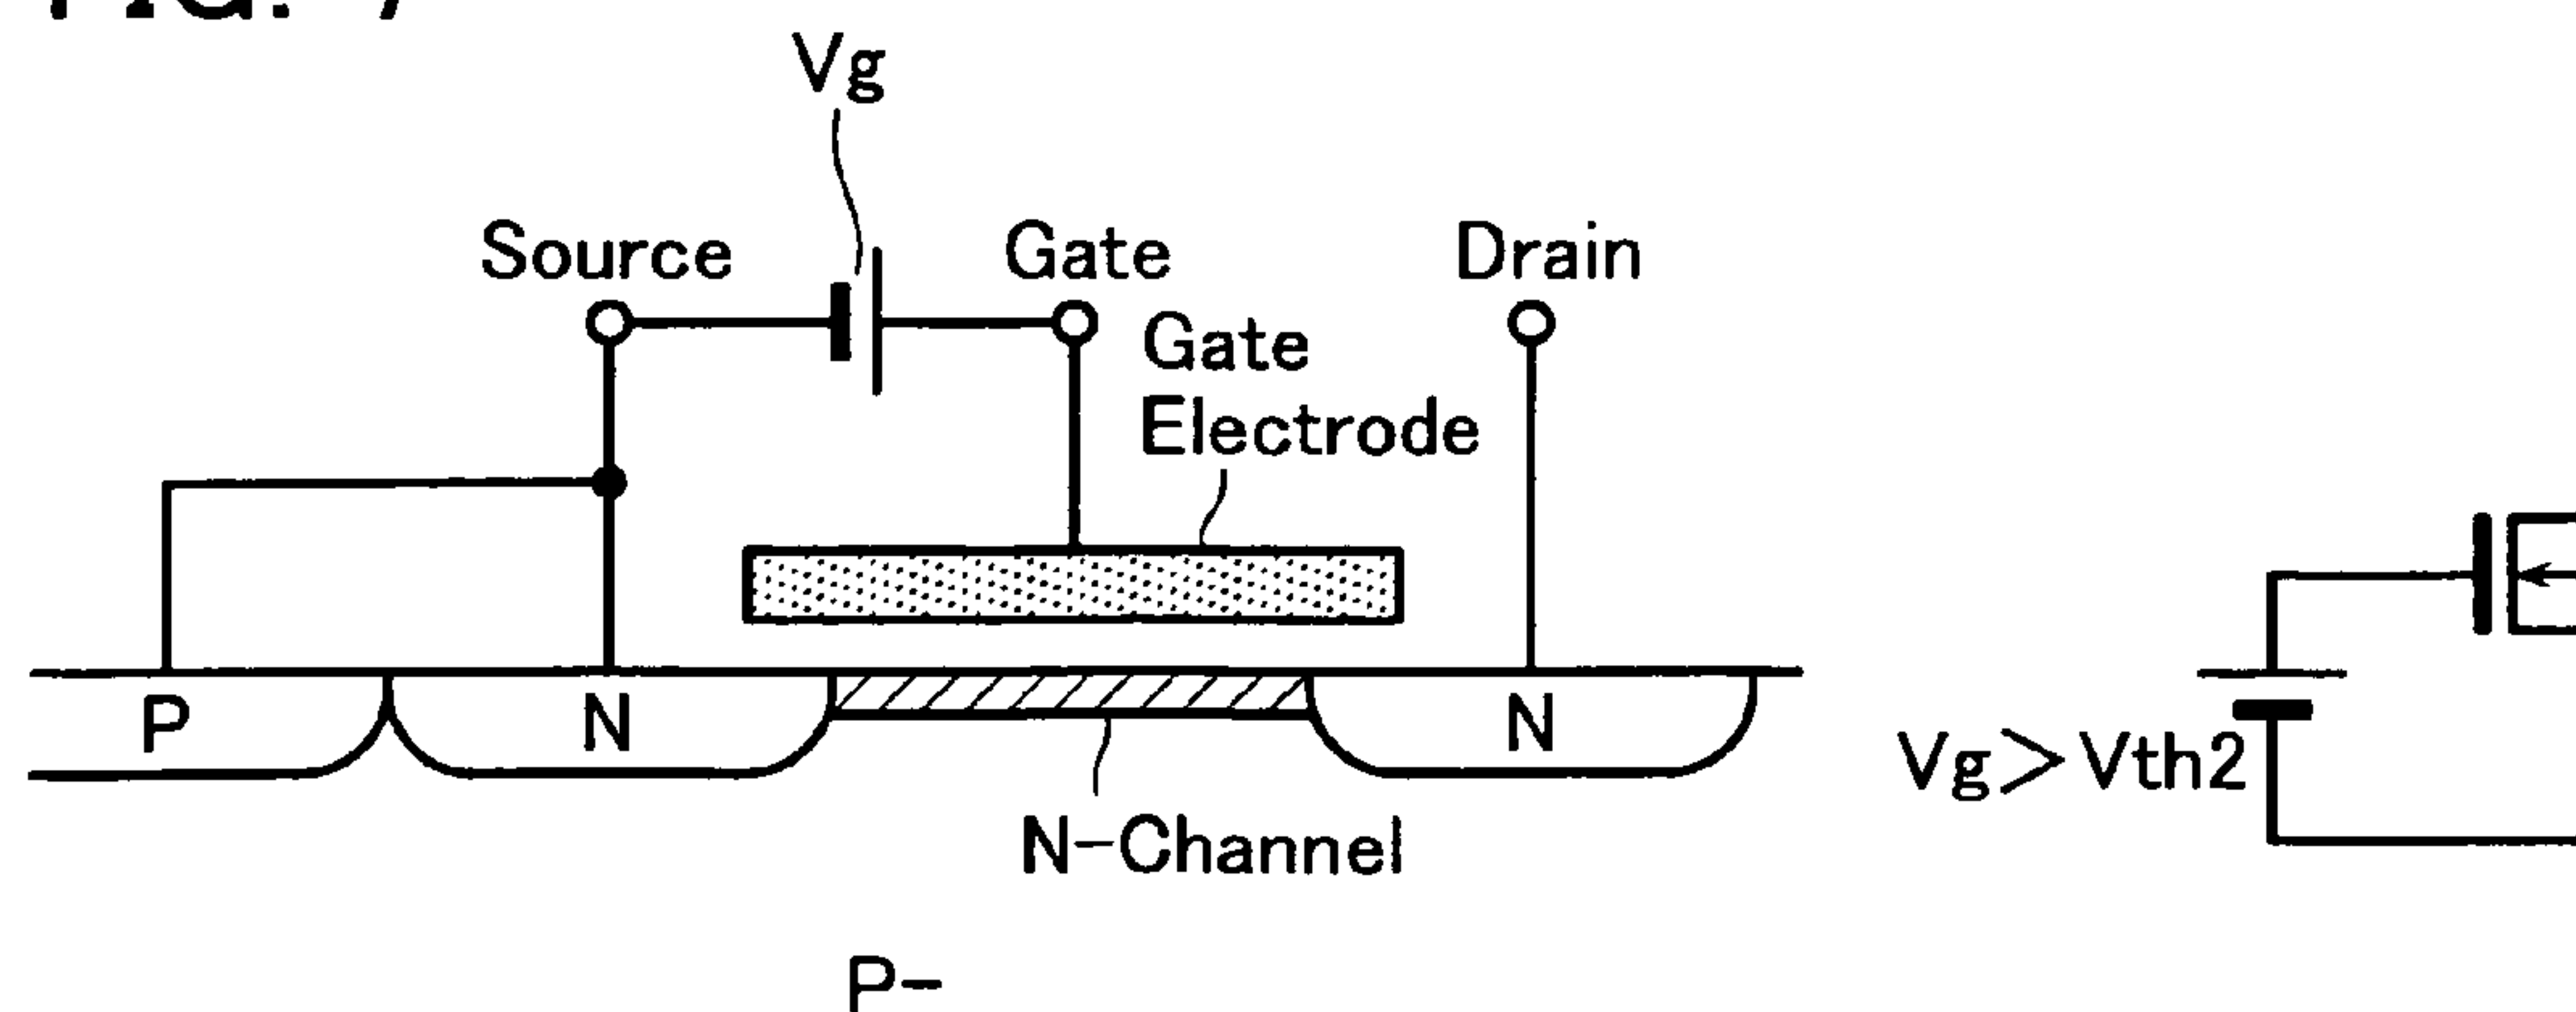 Vg
Source
Gate
Drain
Gate
Electrode
P
N
N
Vg>Vth2
N-Channel
P-